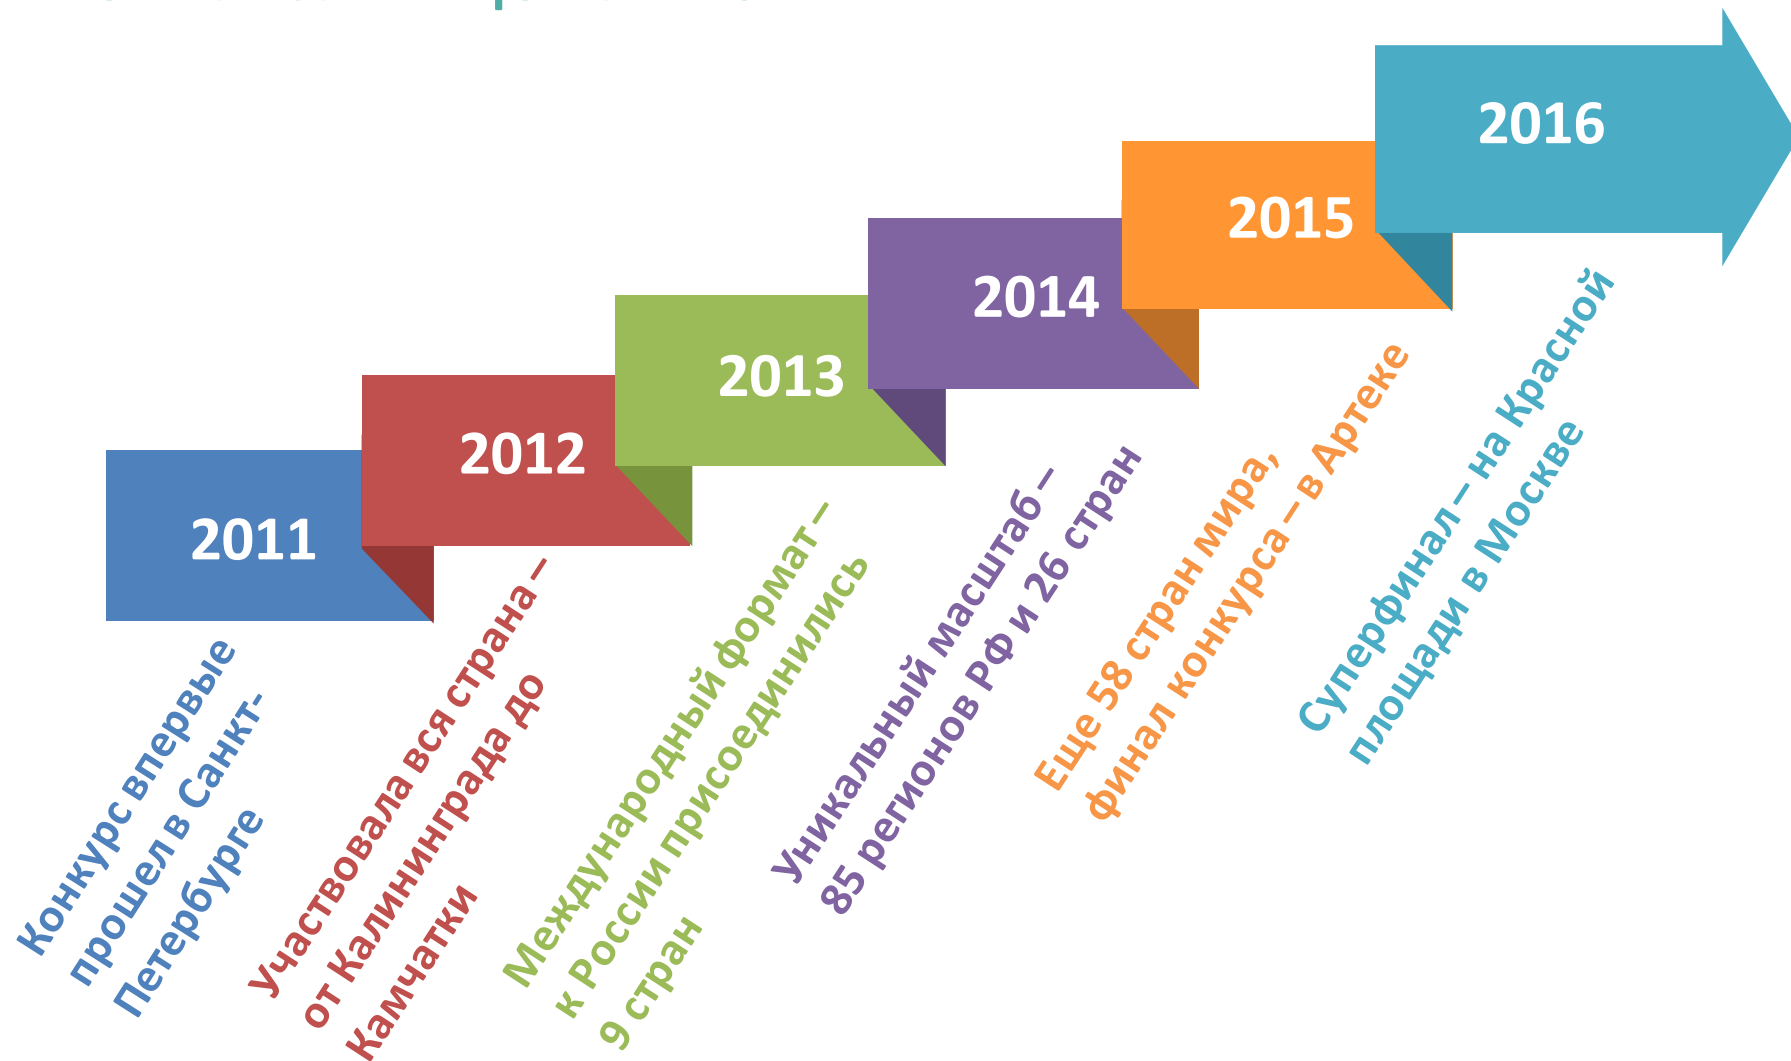 2011
Конкурс впервые
прошел в Санкт-
Петербурге
2012
Участвовала вся страна –
от Калининграда до
Камчатки
2013
Международный формат –
к России присоединились
9 стран
2014
Уникальный масштаб –
85 регионов РФ и 26 стран
2015
Еще 58 стран мира,
финал конкурса – в Артеке
2016
Суперфинал – на Красной
площади в Москве